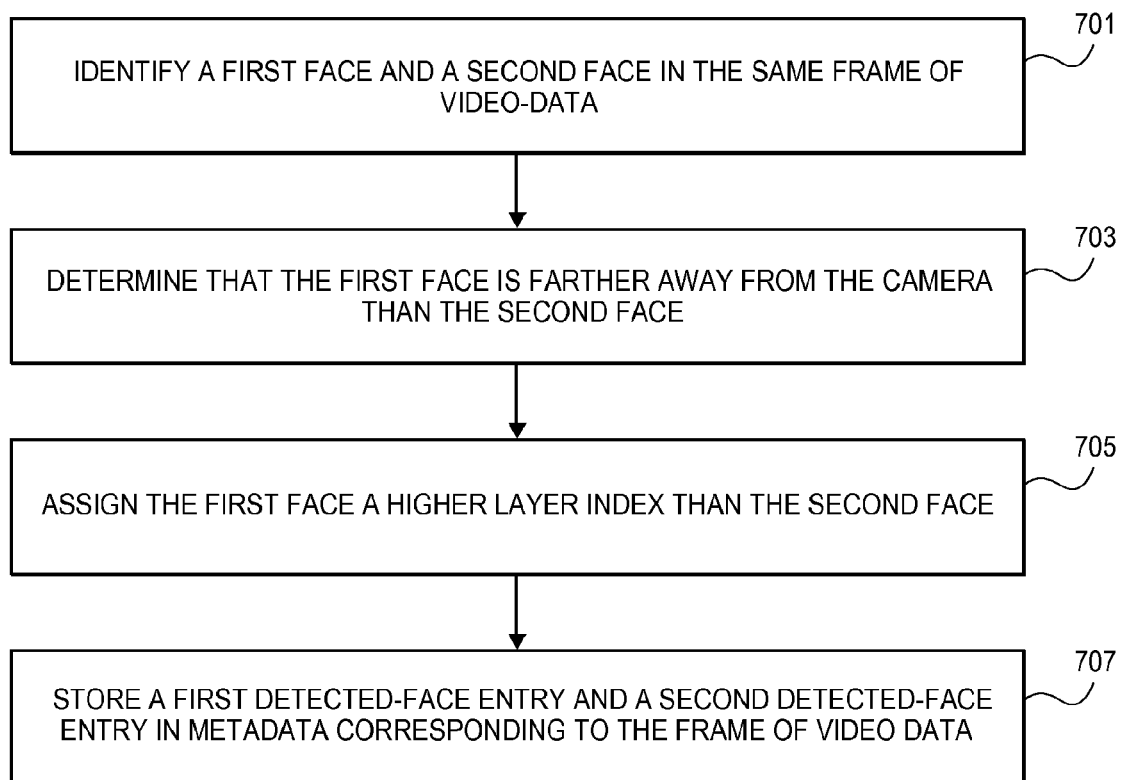 701
IDENTIFY A FIRST FACE AND A SECOND FACE IN THE SAME FRAME OF
VIDEO-DATA
703
DETERMINE THAT THE FIRST FACE IS FARTHER AWAY FROM THE CAMERA
THAN THE SECOND FACE
705
ASSIGN THE FIRST FACE A HIGHER LAYER INDEX THAN THE SECOND FACE
707
STORE A FIRST DETECTED-FACE ENTRY AND A SECOND DETECTED-FACE
ENTRY IN METADATA CORRESPONDING TO THE FRAME OF VIDEO DATA